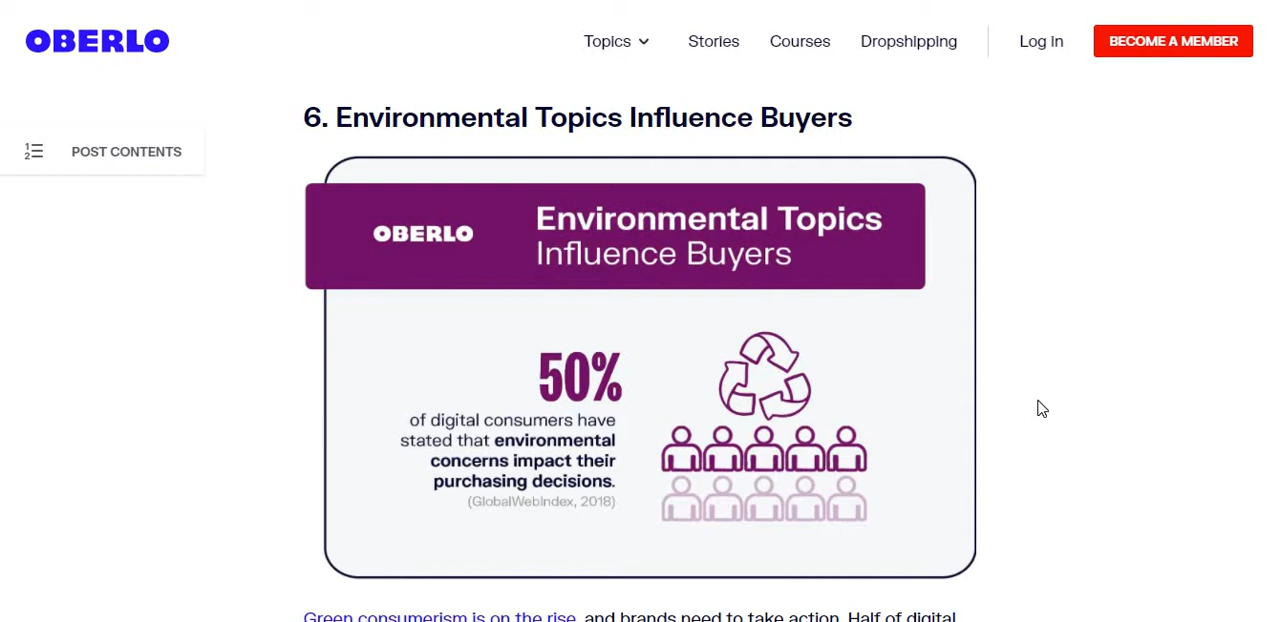 OBERLO
Topics
Stories
Courses
Dropshipping
Log in
BECOME A MEMBER
1
2
POST CONTENTS
6. Environmental Topics Influence Buyers
OBERLO
Environmental Topics
Influence Buyers
50%
of digital consumers have
stated that environmental
concerns impact their
purchasing decisions.
(GlobalWebIndex, 2018)
Green consumerism is on the rise, and brands need to take action. Half of digital